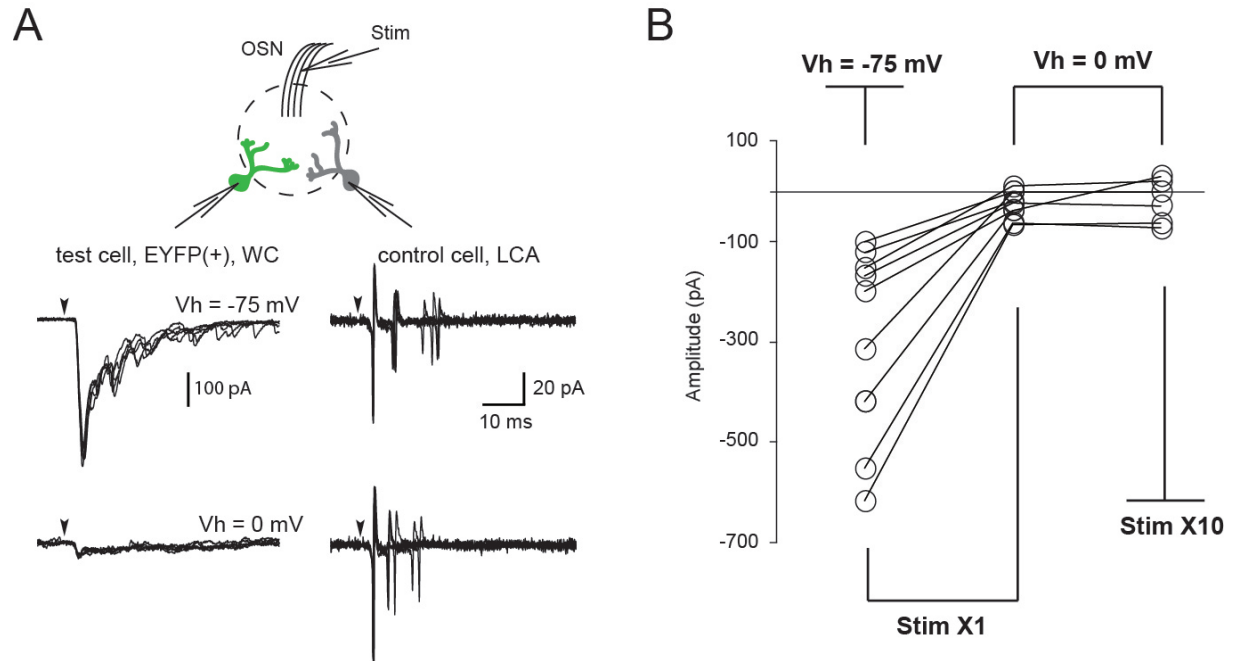 A
OSN
Stim
test cell, EYFP(+), WC
control cell, LCA
Vh = -75 mV
100 pA
20 pA
10 ms
Vh = 0 mV
B
Vh = -75 mV
Vh = 0 mV
Amplitude (pA)
100
-100
-300
-500
-700
Stim X10
Stim X1